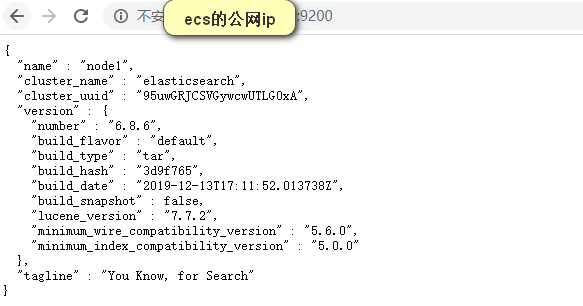 不安 ecs的公网ip :9200
{
  "name" : "node1",
  "cluster_name" : "elasticsearch",
  "cluster_uuid" : "95uwGRJCSVGywcwUTLGOxA",
  "version" : {
    "number" : "6.8.6",
    "build_flavor" : "default",
    "build_type" : "tar",
    "build_hash" : "3d9f765",
    "build_date" : "2019-12-13T17:11:52.013738Z",
    "build_snapshot" : false,
    "lucene_version" : "7.7.2",
    "minimum_wire_compatibility_version" : "5.6.0",
    "minimum_index_compatibility_version" : "5.0.0"
  },
  "tagline" : "You Know, for Search"
}